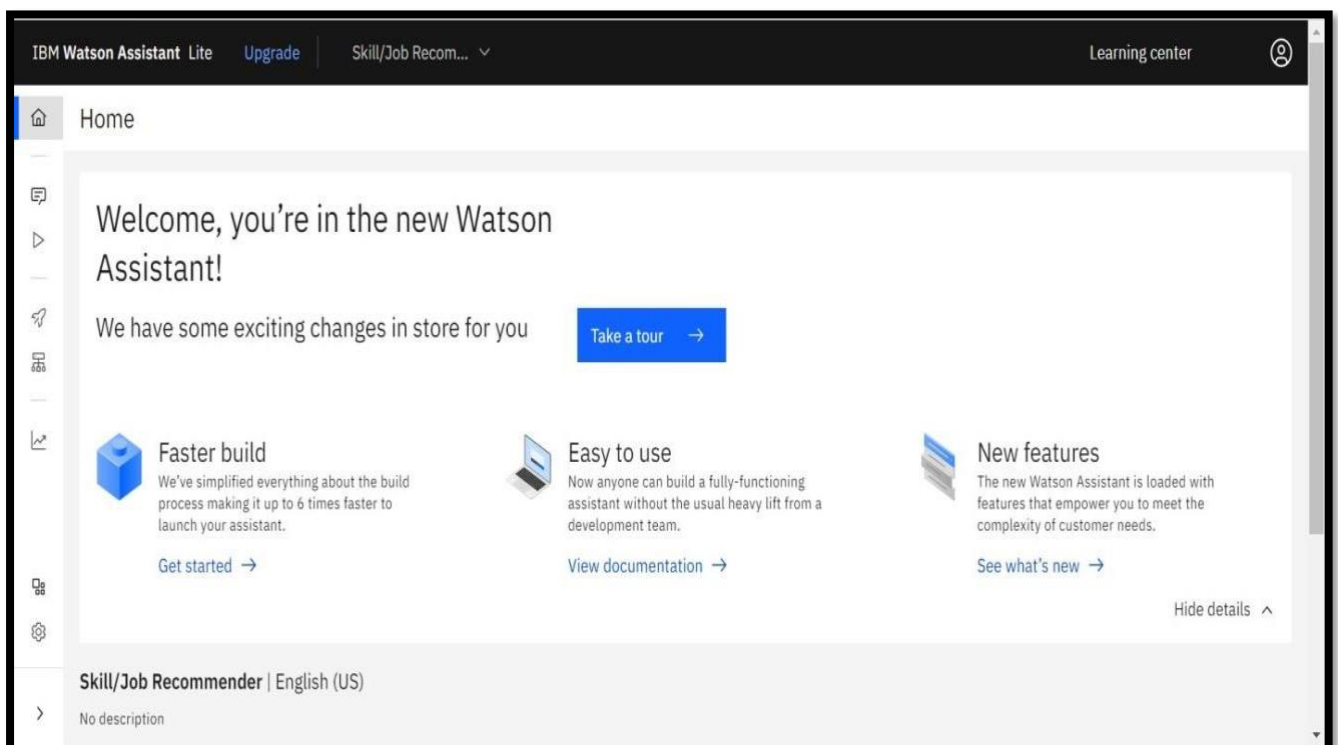 IBM Watson Assistant Lite Upgrade Skill/Job Recom... Learning center
Home
Welcome, you're in the new Watson
Assistant!
We have some exciting changes in store for you
Take a tour
Faster build
We've simplified everything about the build
process making it up to 6 times faster to
launch your assistant.
Get started
Easy to use
Now anyone can build a fully-functioning
assistant without the usual heavy lift from a
development team.
View documentation
New features
The new Watson Assistant is loaded with
features that empower you to meet the
complexity of customer needs.
See what's new
Hide details
Skill/Job Recommender | English (US)
No description